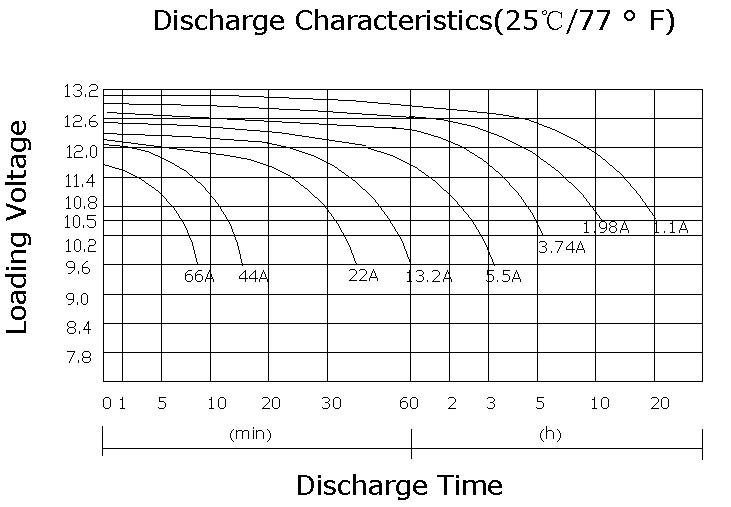 Discharge Characteristics(25℃/77 ° F)
Loading Voltage
13.2
12.6
12.0
11.4
10.8
10.5
10.2
9.6
9.0
8.4
7.8
66A 44A 22A 13.2A 5.5A 3.74A 1.98A 1.1A
0 1 5 10 20 30 60 2 3 5 10 20
(min) (h)
Discharge Time